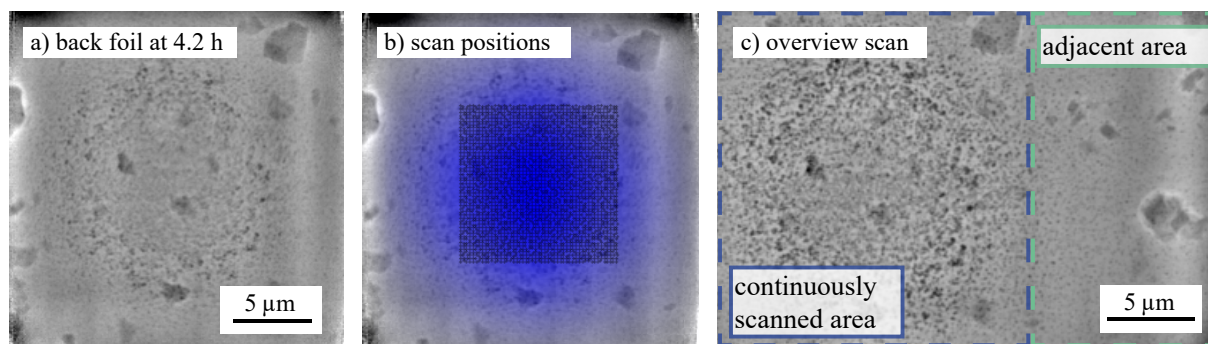 a) back foil at 4.2 h
5 µm
b) scan positions
c) overview scan
adjacent area
continuously
scanned area
5 µm